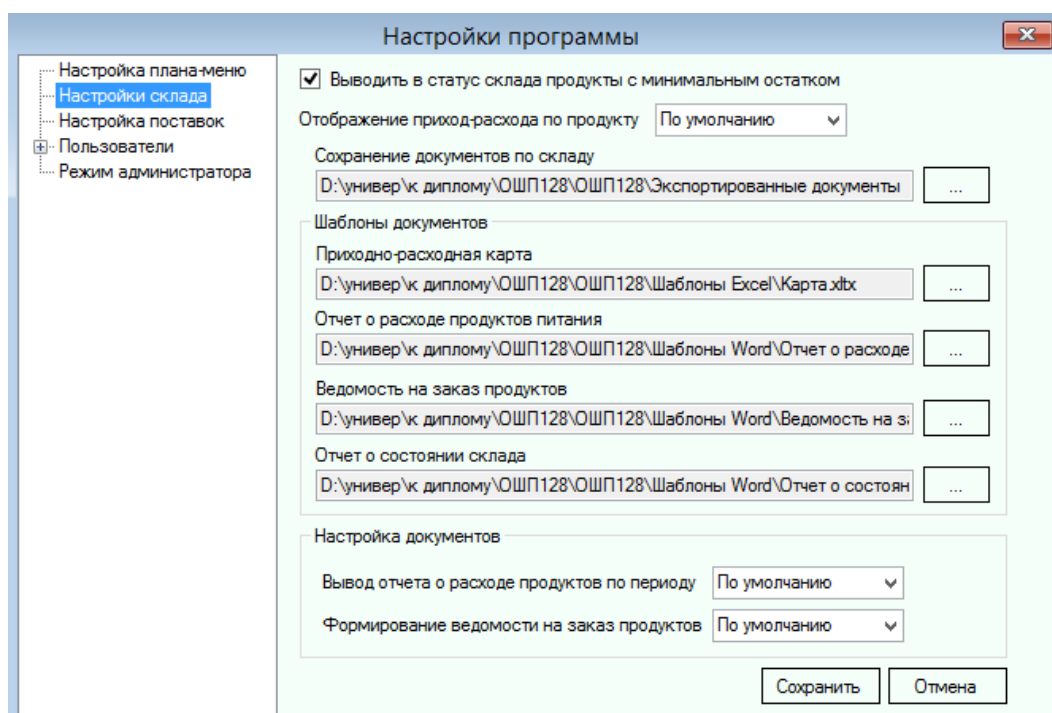 Настройки программы
Настройка плана-меню
Настройки склада
Настройка поставок
Пользователи
Режим администратора
Выводить в статус склада продукты с минимальным остатком
Отображение приход-расхода по продукту По умолчанию
Сохранение документов по складу
D:\универ\к диплому\ОШП128\ОШП128\Экспортированные документы ...
Шаблоны документов
Приходно-расходная карта
D:\универ\к диплому\ОШП128\ОШП128\Шаблоны Excel\Карта.xltx ...
Отчет о расходе продуктов питания
D:\универ\к диплому\ОШП128\ОШП128\Шаблоны Word\Отчет о расходе ...
Ведомость на заказ продуктов
D:\универ\к диплому\ОШП128\ОШП128\Шаблоны Word\Ведомость на за ...
Отчет о состоянии склада
D:\универ\к диплому\ОШП128\ОШП128\Шаблоны Word\Отчет о состоян ...
Настройка документов
Вывод отчета о расходе продуктов по периоду По умолчанию
Формирование ведомости на заказ продуктов По умолчанию
Сохранить Отмена